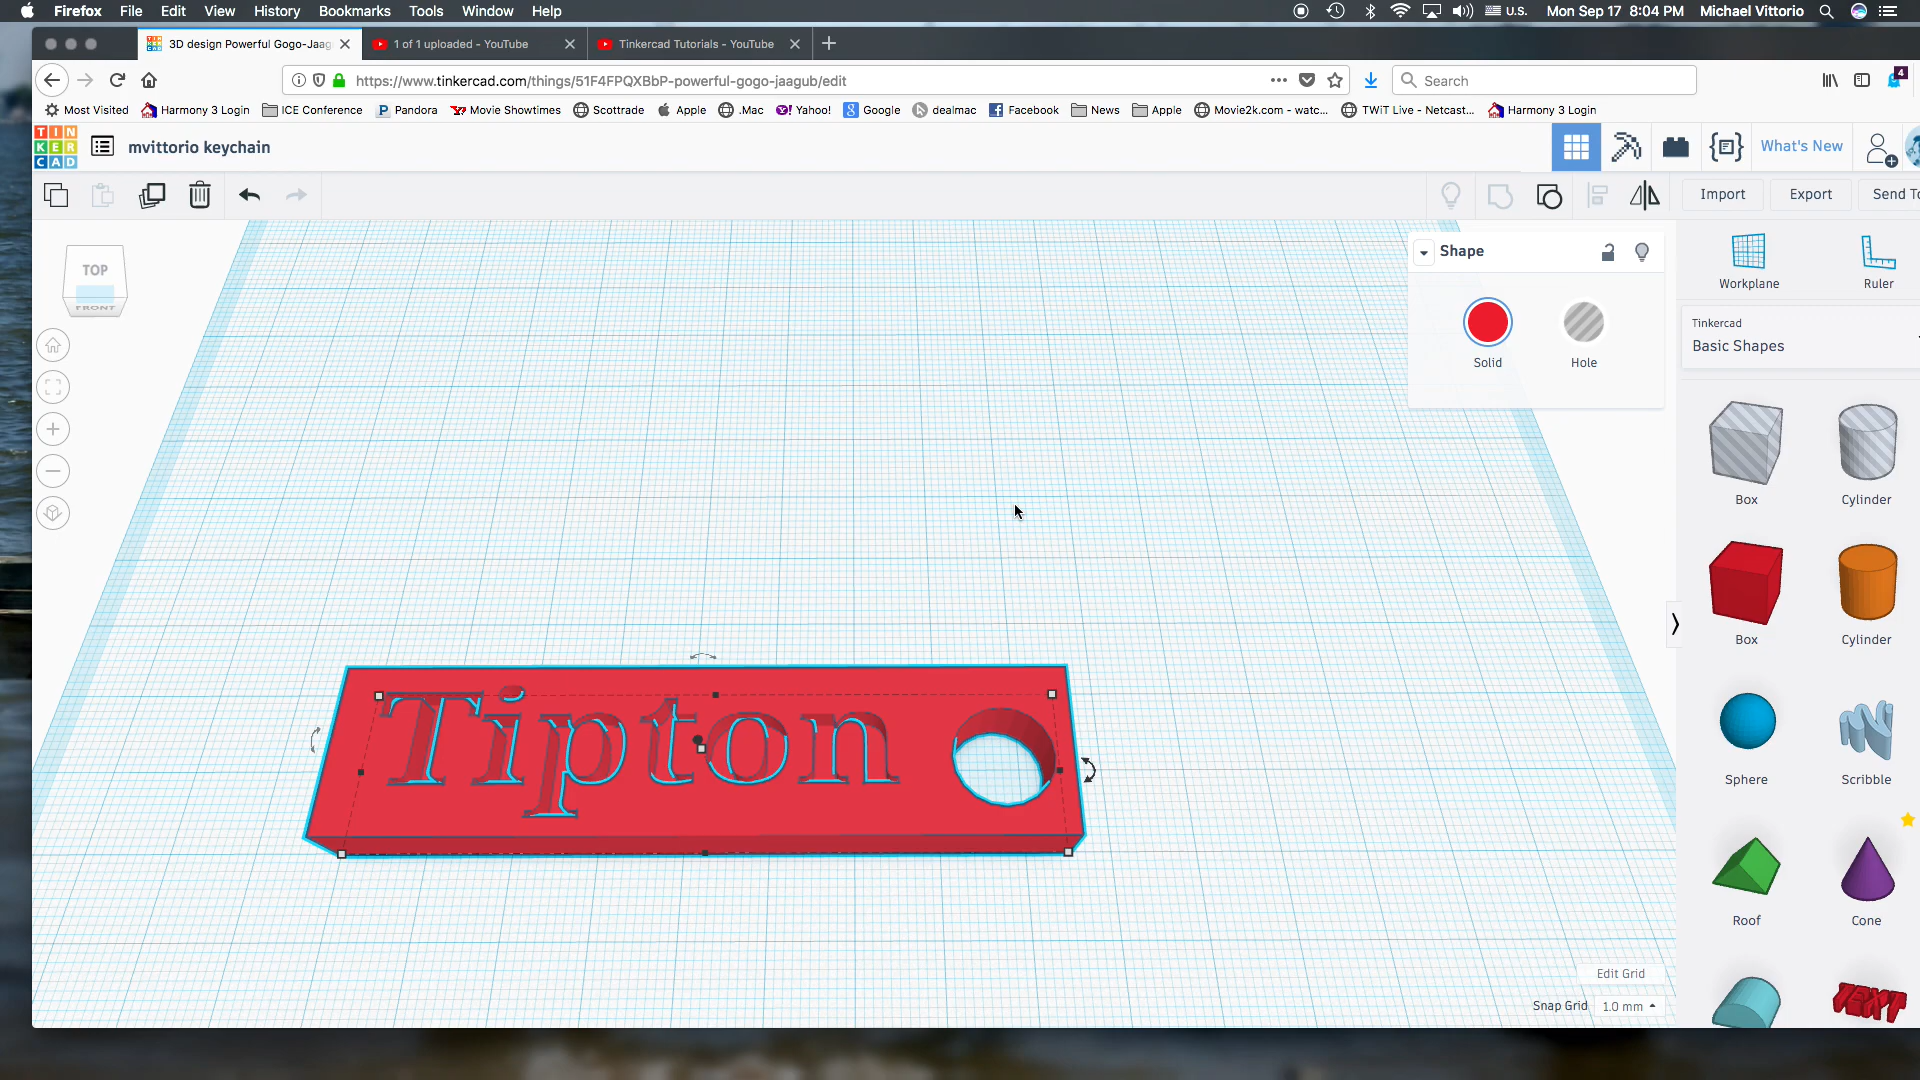 Firefox File Edit View History Bookmarks Tools Window Help U.S. Mon Sep 17 8:04 PM Michael Vittorio
3D design Powerful Gogo-Jaag 1 of 1 uploaded - YouTube Tinkercad Tutorials - YouTube
https://www.tinkercad.com/things/51F4FPQXBbP-powerful-gogo-jaagub/edit Search 4
Most Visited Harmony 3 Login ICE Conference Pandora Movie Showtimes Scottrade Apple .Mac Yahoo! Google dealmac Facebook News Apple Movie2k.com - watc... TWiT Live - Netcast... Harmony 3 Login
TIN
KER
CAD
mvittorio keychain What's New
Import Export Send To
TOP
FRONT
Shape
Solid Hole
Workplane Ruler
Tinkercad
Basic Shapes
Box Cylinder
Box Cylinder
Sphere Scribble
Roof Cone
TEXT
Tipton
Edit Grid
Snap Grid 1.0 mm